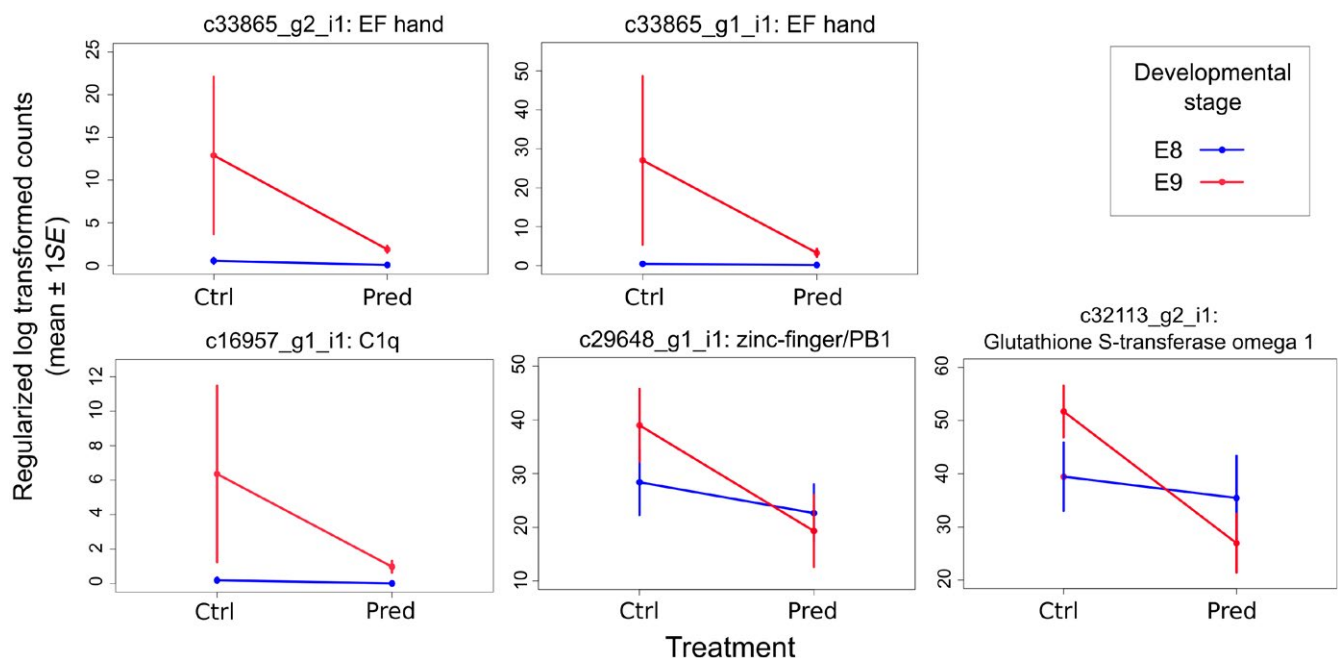 c33865_g2_i1: EF hand
25
20
15
10
5
0
Ctrl
Pred
c33865_g1_i1: EF hand
50
40
30
20
10
0
Ctrl
Pred
Developmental
stage
E8
E9
Regularized log transformed counts
(mean ± 1SE)
c16957_g1_i1: C1q
12
10
8
6
4
2
0
Ctrl
Pred
c29648_g1_i1: zinc-finger/PB1
50
40
30
20
10
Ctrl
Pred
c32113_g2_i1:
Glutathione S-transferase omega 1
60
50
40
30
20
Ctrl
Pred
Treatment